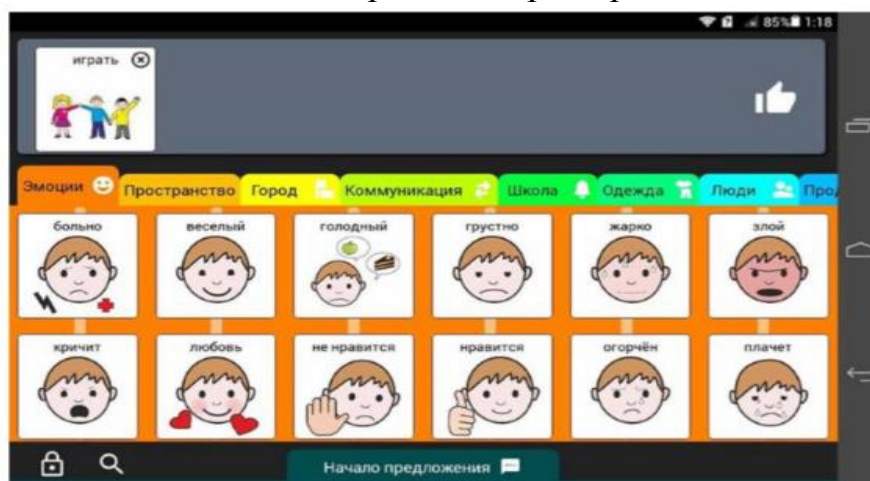 85% 1:18
играть
Эмоции Пространство Город Коммуникация Школа Одежда Люди
больно веселый голодный грустно жарко злой
кричит любовь не нравится нравится огорчён плачет
Начало предложения